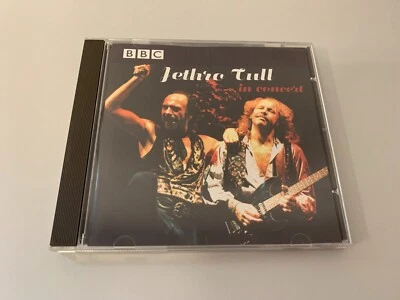 BBC
Jethro Tull
in concert